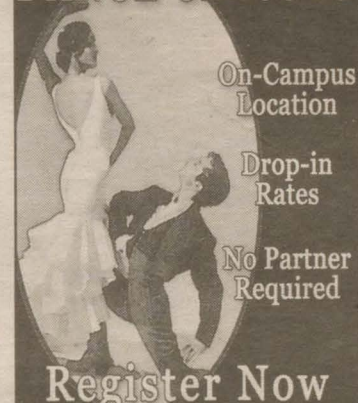 On-Campus
Location
Drop-in
Rates
No Partner
Required
Register Now